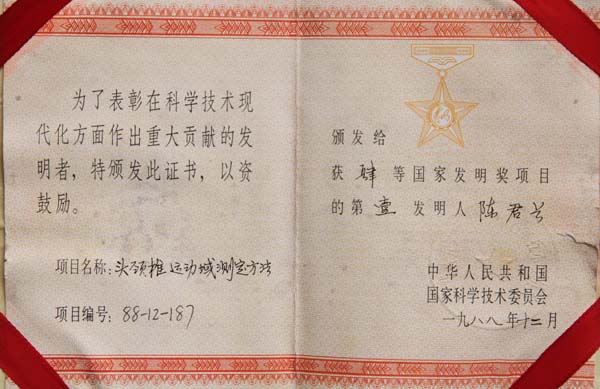 为了表彰在科学技术现
代化方面作出重大贡献的发
明者，特颁发此证书，以资
鼓励。
项目名称：头颈椎运动域测定方法
项目编号：88-12-187
颁发给
获肆等国家发明奖项目
的第壹发明人陈君长
中华人民共和国
国家科学技术委员会
一九八八年十二月